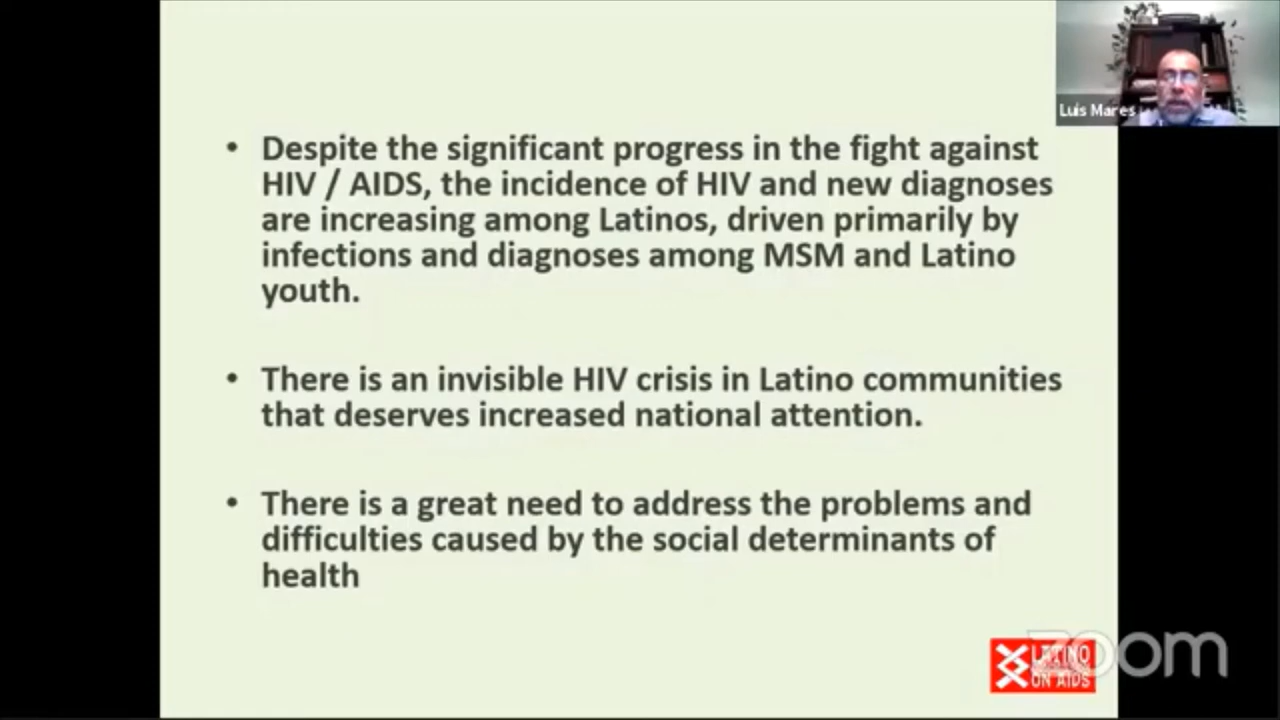 Luis Mares
• Despite the significant progress in the fight against
HIV / AIDS, the incidence of HIV and new diagnoses
are increasing among Latinos, driven primarily by
infections and diagnoses among MSM and Latino
youth.
• There is an invisible HIV crisis in Latino communities
that deserves increased national attention.
• There is a great need to address the problems and
difficulties caused by the social determinants of
health
LATINO
ON AIDS
zoom